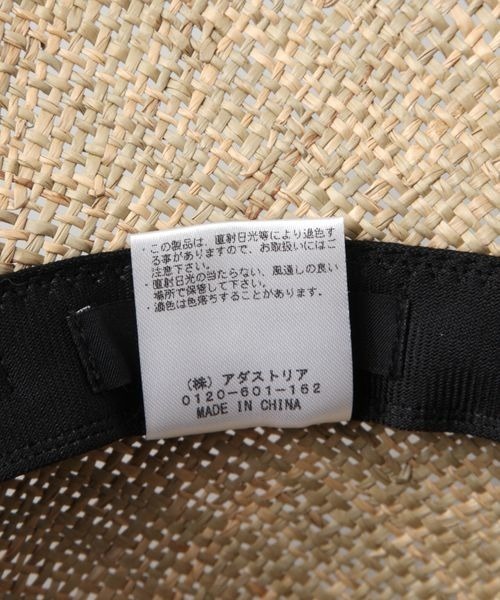 ・この製品は、直射日光等により退色す
る事がありますので、お取扱いにはご
注意下さい。
・直射日光の当たらない、風通しの良い
場所で保管して下さい。
・濃色は色落ちすることがあります。
（株）アダストリア
0120-601-162
MADE IN CHINA